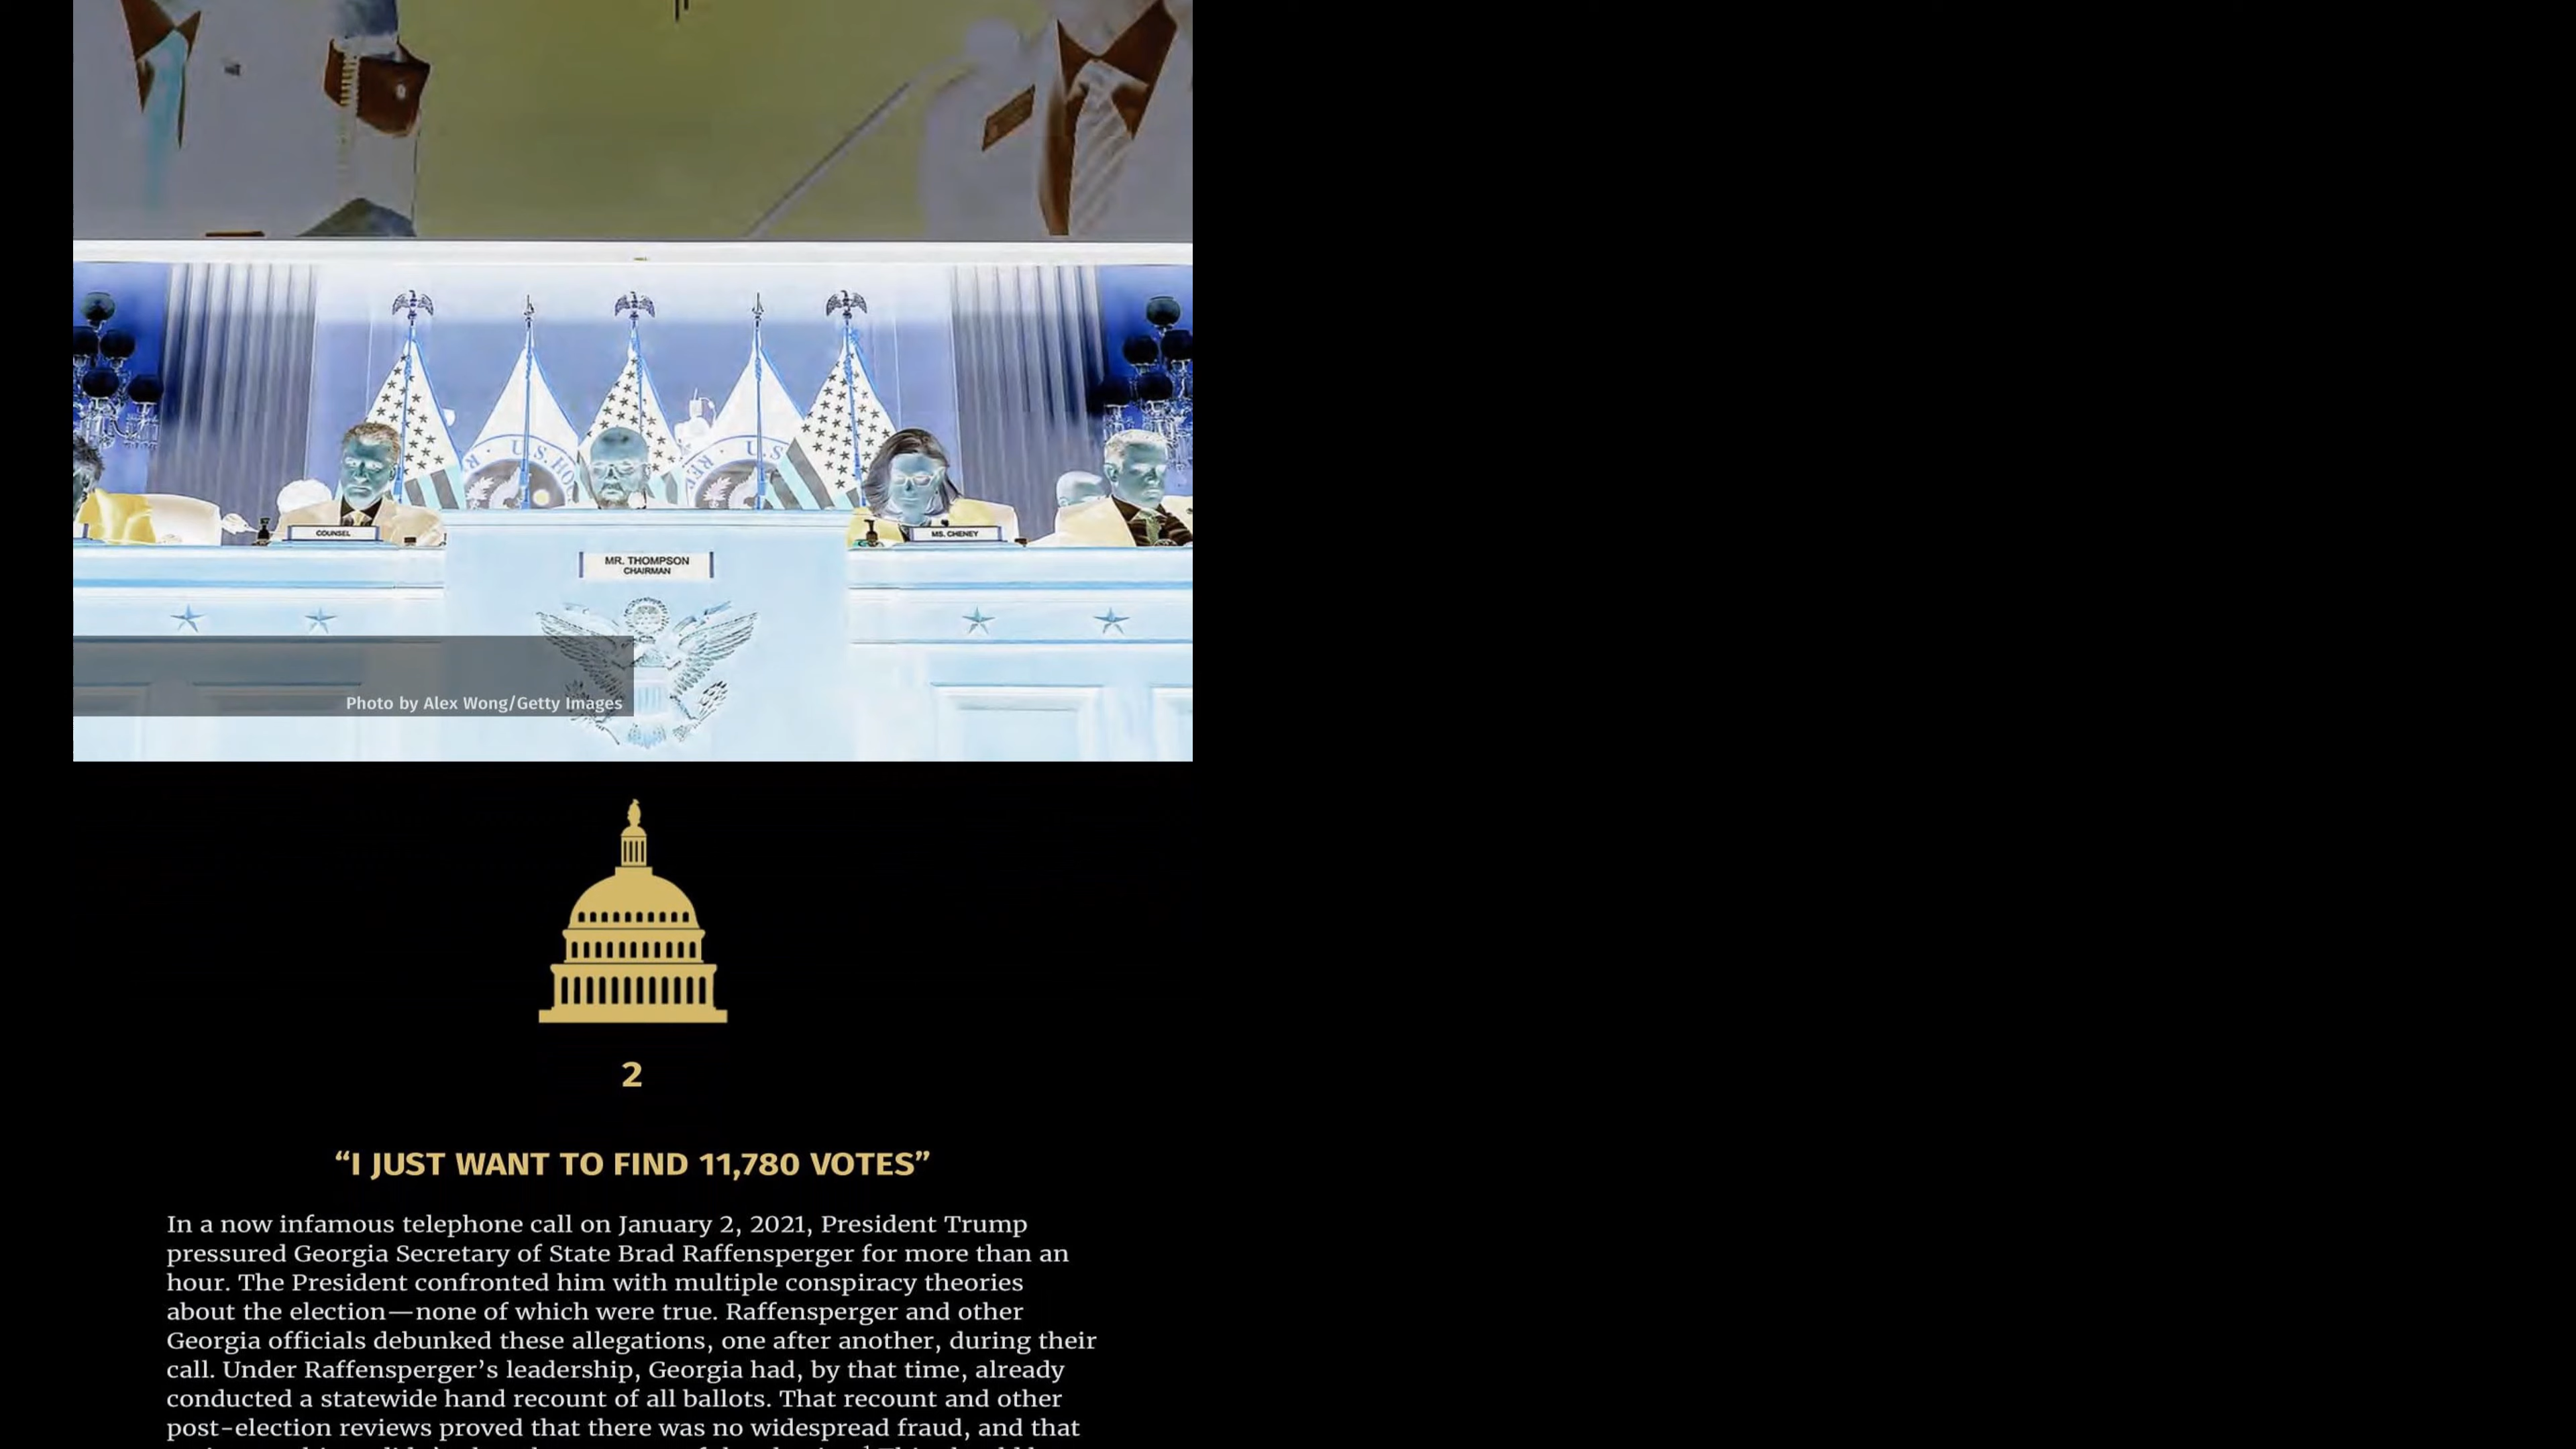 U.S. HO
R
U.S
REP
COUNSEL
MS. CHENEY
MR. THOMPSON
CHAIRMAN
Photo by Alex Wong/Getty Images
2
“I JUST WANT TO FIND 11,780 VOTES”
In a now infamous telephone call on January 2, 2021, President Trump
pressured Georgia Secretary of State Brad Raffensperger for more than an
hour. The President confronted him with multiple conspiracy theories
about the election—none of which were true. Raffensperger and other
Georgia officials debunked these allegations, one after another, during their
call. Under Raffensperger’s leadership, Georgia had, by that time, already
conducted a statewide hand recount of all ballots. That recount and other
post-election reviews proved that there was no widespread fraud, and that